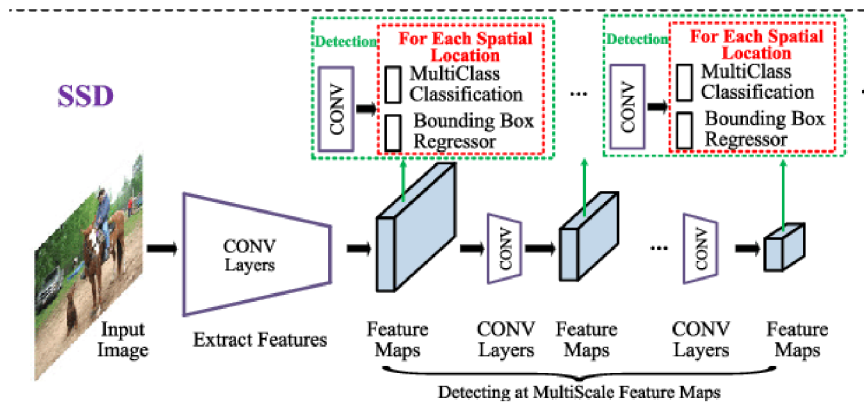 Detection
For Each Spatial
Location
CONV
MultiClass
Classification
Bounding Box
Regressor
...
Detection
For Each Spatial
Location
CONV
MultiClass
Classification
Bounding Box
Regressor
SSD
CONV
Layers
CONV
...
CONV
Input
Image
Extract Features
Feature
Maps
CONV
Layers
Feature
Maps
CONV
Layers
Feature
Maps
Detecting at MultiScale Feature Maps